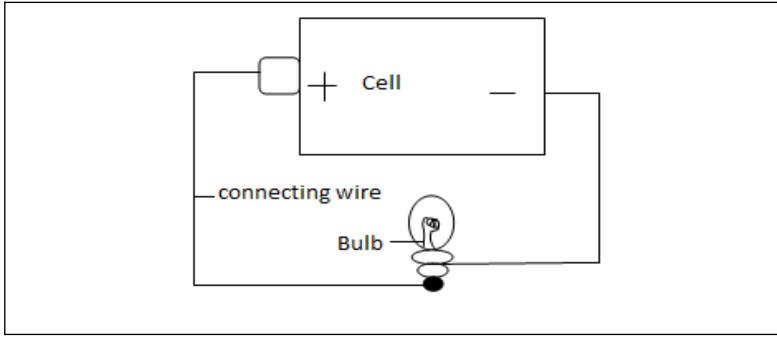 + Cell —
connecting wire
Bulb